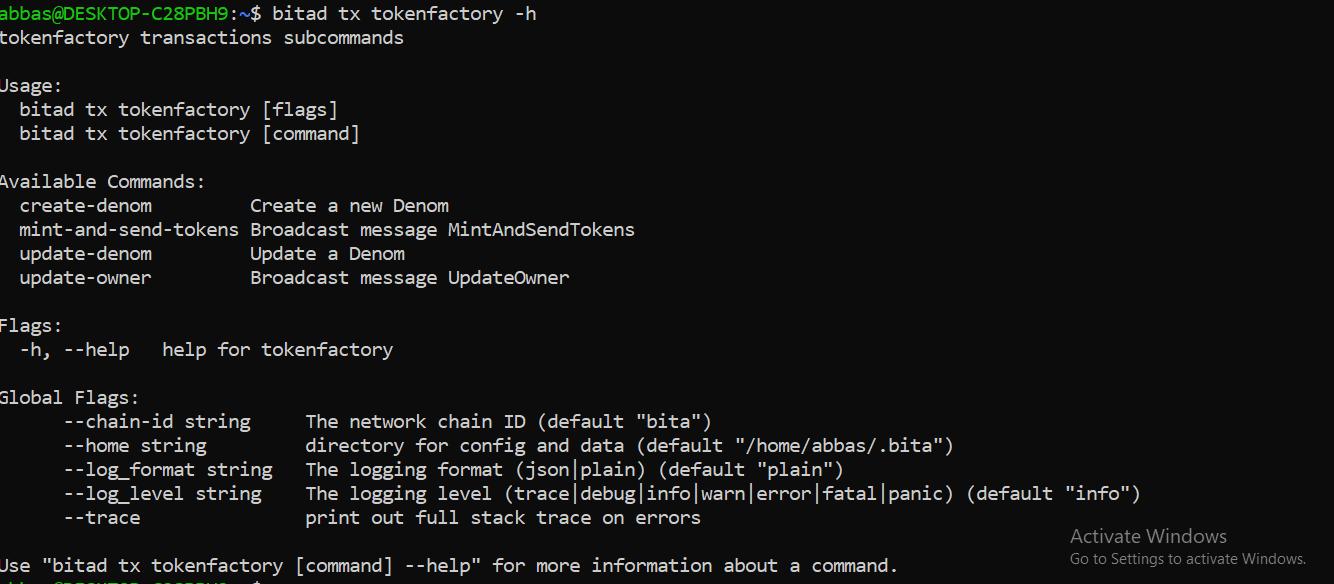 abbas@DESKTOP-C28PBH9:~$ bitad tx tokenfactory -h
tokenfactory transactions subcommands
Usage:
  bitad tx tokenfactory [flags]
  bitad tx tokenfactory [command]
Available Commands:
  create-denom         Create a new Denom
  mint-and-send-tokens Broadcast message MintAndSendTokens
  update-denom         Update a Denom
  update-owner         Broadcast message UpdateOwner
Flags:
  -h, --help   help for tokenfactory
Global Flags:
      --chain-id string     The network chain ID (default "bita")
      --home string         directory for config and data (default "/home/abbas/.bita")
      --log_format string   The logging format (json|plain) (default "plain")
      --log_level string    The logging level (trace|debug|info|warn|error|fatal|panic) (default "info")
      --trace               print out full stack trace on errors
Activate Windows
Go to Settings to activate Windows.
Use "bitad tx tokenfactory [command] --help" for more information about a command.